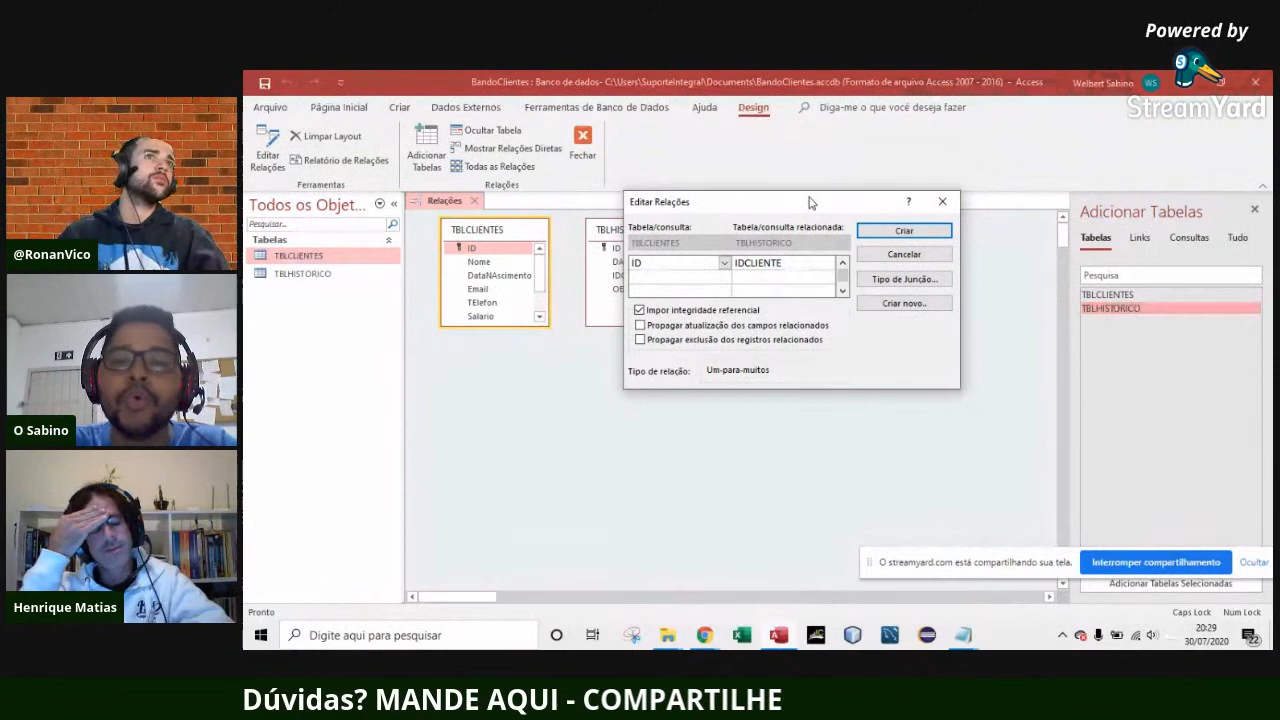 Powered by
StreamYard
BandoClientes : Banco de dados- C:\Users\SuporteIntegral\Documents\BandoClientes.accdb (Formato de arquivo Access 2007 - 2016) - Access
Welbert Sabino
WS
Arquivo
Página Inicial
Criar
Dados Externos
Ferramentas de Banco de Dados
Ajuda
Design
Diga-me o que você deseja fazer
Editar
Relações
Limpar Layout
Relatório de Relações
Ferramentas
Adicionar
Tabelas
Ocultar Tabela
Mostrar Relações Diretas
Todas as Relações
Fechar
Relações
Todos os Objet...
Pesquisar...
Tabelas
TBLCLIENTES
TBLHISTORICO
Relações
TBLCLIENTES
ID
Nome
DataNAscimento
Email
TElefon
Salario
TBLHIS
ID
DA
IDC
OB
Editar Relações
?
Tabela/consulta:
Tabela/consulta relacionada:
TBLCLIENTES
TBLHISTORICO
ID
IDCLIENTE
Criar
Cancelar
Tipo de Junção...
Criar novo..
Impor integridade referencial
Propagar atualização dos campos relacionados
Propagar exclusão dos registros relacionados
Tipo de relação:
Um-para-muitos
Adicionar Tabelas
Tabelas
Links
Consultas
Tudo
Pesquisa
TBLCLIENTES
TBLHISTORICO
Adicionar Tabelas Selecionadas
O streamyard.com está compartilhando sua tela.
Interromper compartilhamento
Ocultar
Pronto
Caps Lock
Num Lock
Digite aqui para pesquisar
20:29
30/07/2020
22
@RonanVico
O Sabino
Henrique Matias
Dúvidas? MANDE AQUI - COMPARTILHE